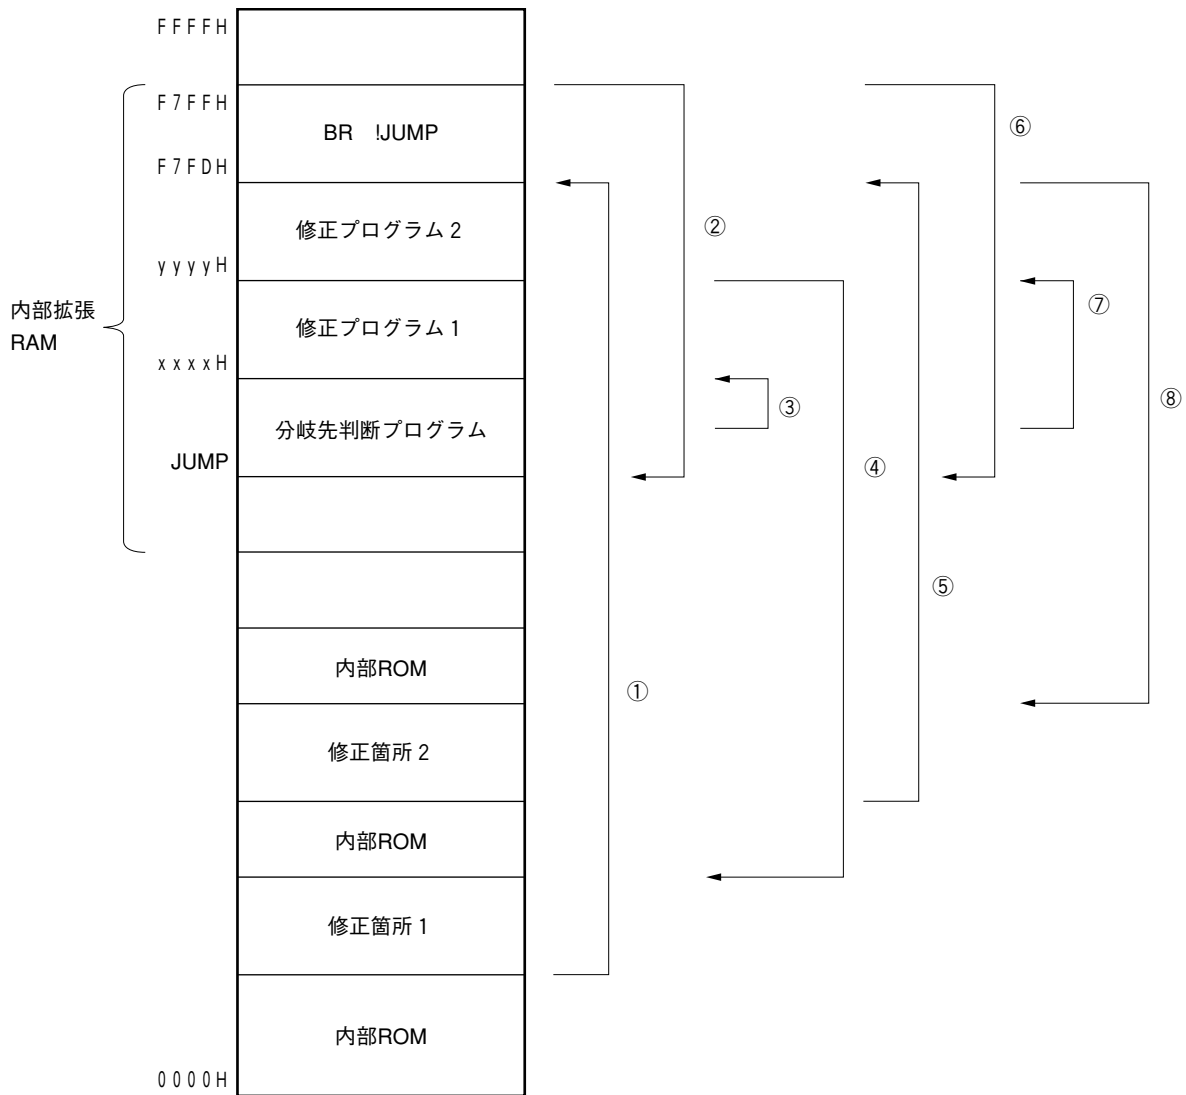 FFFFH
F7FFH
BR !JUMP
⑥
F7FDH
修正プログラム2
②
yyyyH
内部拡張
RAM
修正プログラム1
⑦
xxxxH
③
⑧
分岐先判断プログラム
JUMP
④
⑤
内部ROM
①
修正箇所2
内部ROM
修正箇所1
内部ROM
0000H